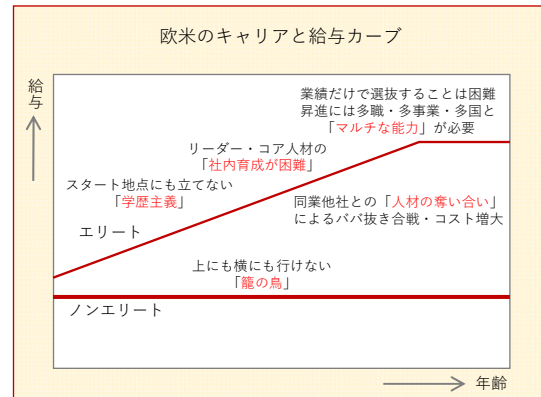 欧米のキャリアと給与カーブ
給与
業績だけで選抜することは困難
昇進には多職・多事業・多国と
「マルチな能力」が必要
リーダー・コア人材の
「社内育成が困難」
スタート地点にも立てない
「学歴主義」
同業他社との「人材の奪い合い」
によるババ抜き合戦・コスト増大
エリート
上にも横にも行けない
「籠の鳥」
ノンエリート
年齢